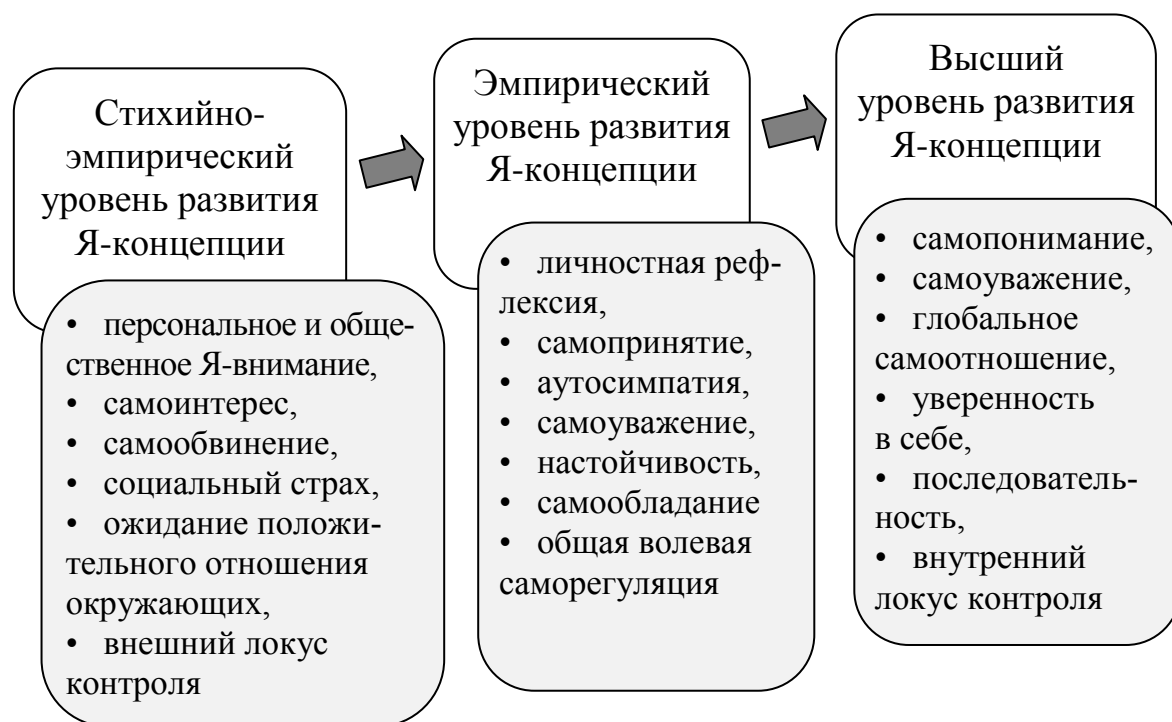 Стихийно-
эмпирический
уровень развития
Я-концепции
• персональное и обще-
ственное Я-внимание,
• самоинтерес,
• самообвинение,
• социальный страх,
• ожидание положи-
тельного отношения
окружающих,
• внешний локус
контроля
Эмпирический
уровень развития
Я-концепции
• личностная реф-
лексия,
• самопринятие,
• аутосимпатия,
• самоуважение,
• настойчивость,
• самообладание
• общая волевая
саморегуляция
Высший
уровень развития
Я-концепции
• самопонимание,
• самоуважение,
• глобальное
самоотношение,
• уверенность
в себе,
• последователь-
ность,
• внутренний
локус контроля